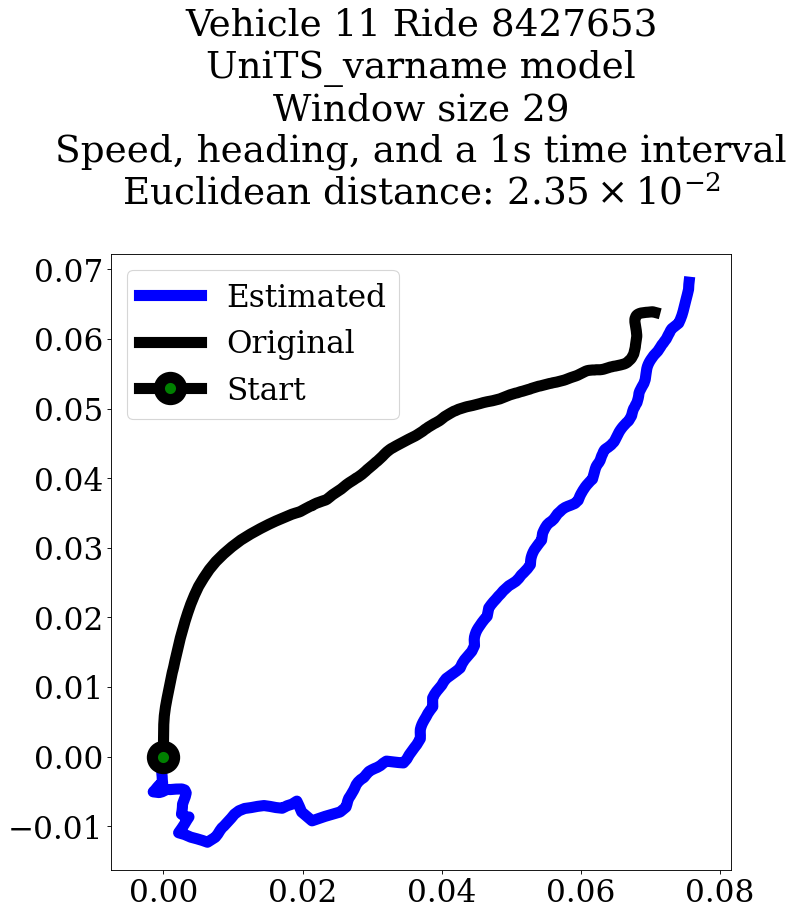 Vehicle 11 Ride 8427653
UniTS_varname model
Window size 29
Speed, heading, and a 1s time interval
Euclidean distance: 2.35 × 10⁻²
0.07
0.06
0.05
0.04
0.03
0.02
0.01
0.00
−0.01
Estimated
Original
Start
0.00 0.02 0.04 0.06 0.08